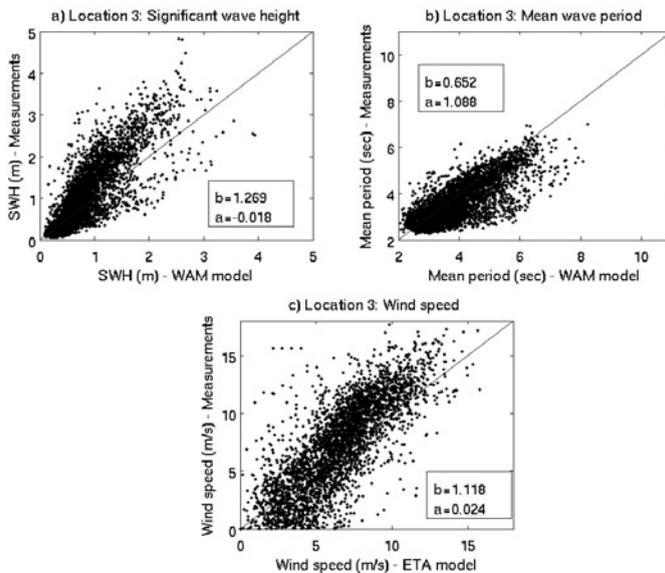 a) Location 3: Significant wave height
SWH (m) - Measurements
5
4
3
2
1
0
b=1.269
a=-0.018
0 1 2 3 4 5
SWH (m) - WAM model
b) Location 3: Mean wave period
Mean period (sec) - Measurements
10
8
6
4
2
b=0.652
a=1.088
2 4 6 8 10
Mean period (sec) - WAM model
c) Location 3: Wind speed
Wind speed (m/s) - Measurements
15
10
5
0
b=1.118
a=0.024
0 5 10 15
Wind speed (m/s) - ETA model